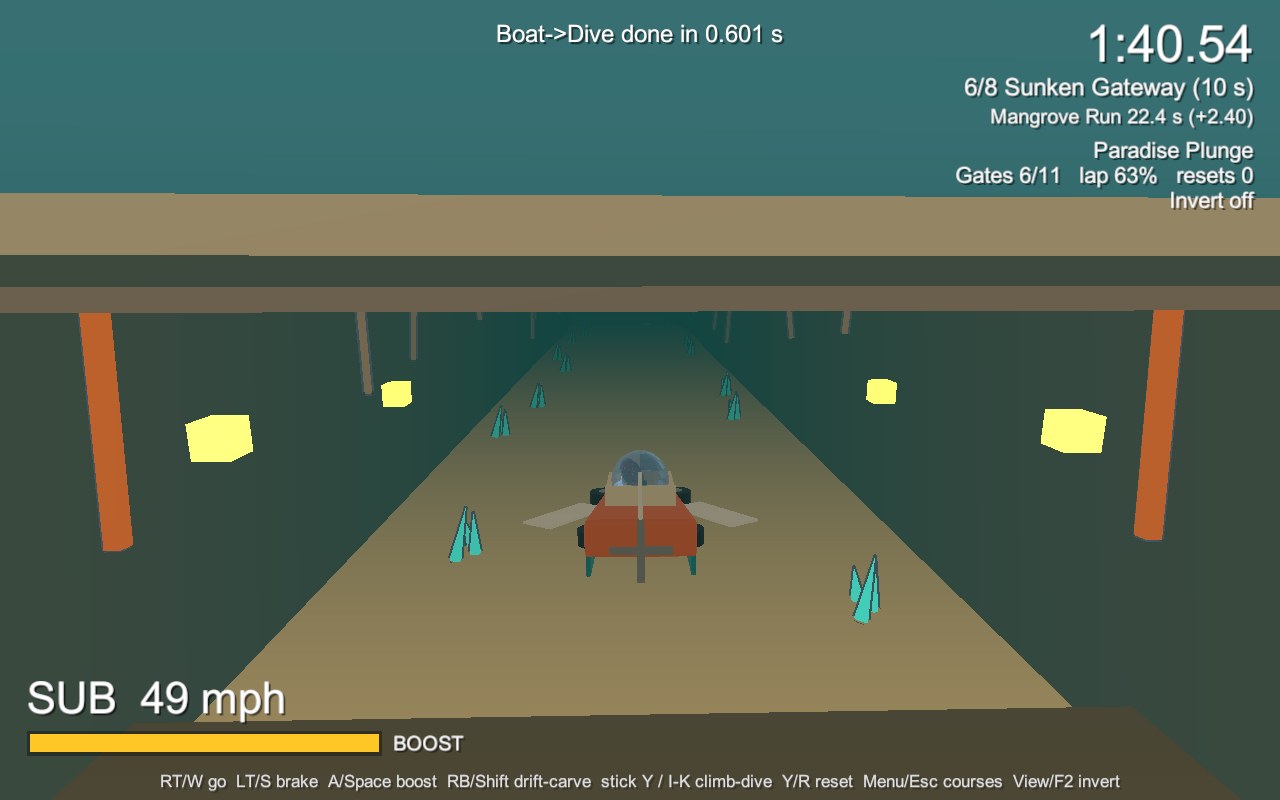 Boat->Dive done in 0.601 s
1:40.54
6/8 Sunken Gateway (10 s)
Mangrove Run 22.4 s (+2.40)
Paradise Plunge
Gates 6/11 lap 63% resets 0
Invert off
SUB 49 mph
BOOST
RT/W go LT/S brake A/Space boost RB/Shift drift-carve stick Y / I-K climb-dive Y/R reset Menu/Esc courses View/F2 invert